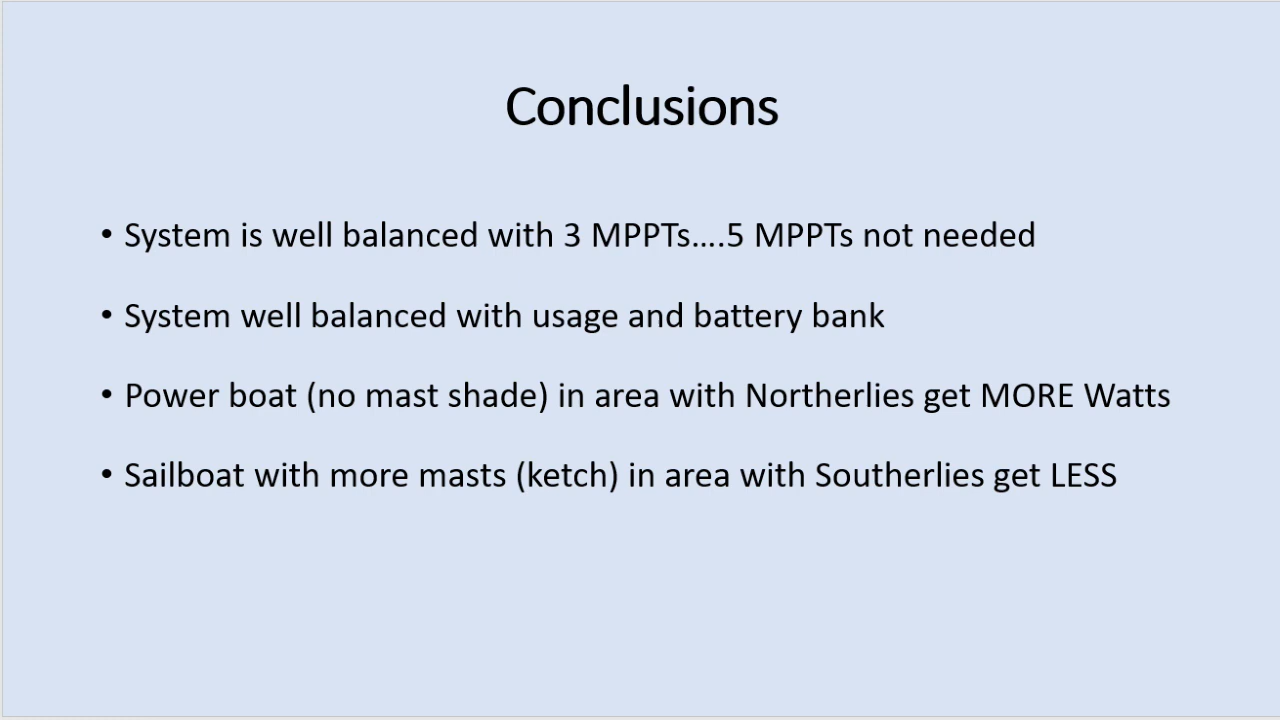 Conclusions
• System is well balanced with 3 MPPTs....5 MPPTs not needed
• System well balanced with usage and battery bank
• Power boat (no mast shade) in area with Northerlies get MORE Watts
• Sailboat with more masts (ketch) in area with Southerlies get LESS